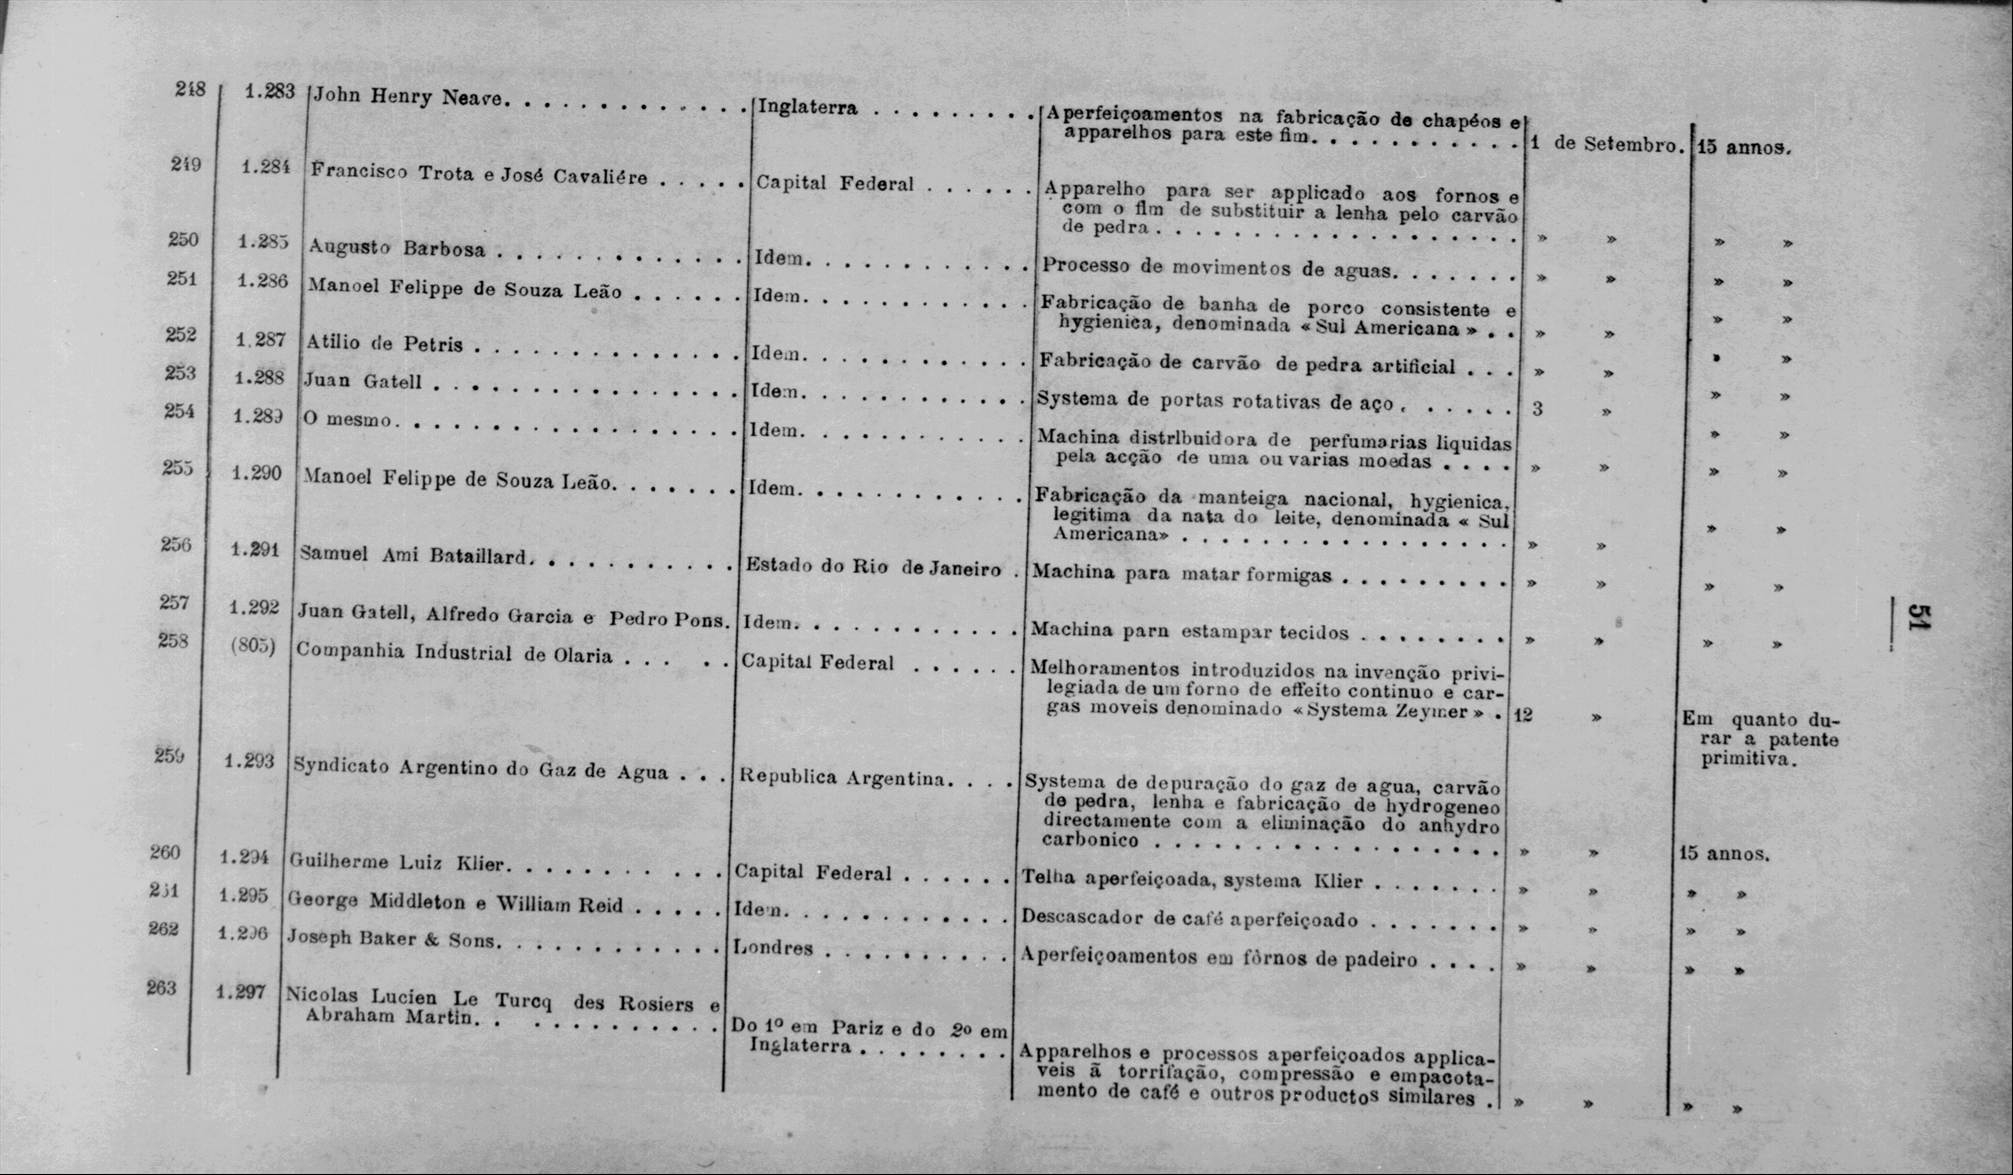 248 1.283 John Henry Neave. . . . . . . . . . . . . Inglaterra . . . . . . . . . Aperfeiçoamentos na fabricação de chapéos e
apparelhos para este fim. . . . . . . . . . . 1 de Setembro. 15 annos.
249 1.284 Francisco Trota e José Cavaliére . . . . . Capital Federal . . . . . . Apparelho para ser applicado aos fornos e
com o fim de substituir a lenha pelo carvão
de pedra . . . . . . . . . . . . . . . . . . . » » » »
250 1.285 Augusto Barbosa . . . . . . . . . . . . . Idem. . . . . . . . . . . . Processo de movimentos de aguas. . . . . . . » » » »
251 1.286 Manoel Felippe de Souza Leão . . . . . . Idem. . . . . . . . . . . . Fabricação de banha de porco consistente e
hygienica, denominada « Sul Americana » . . » » » »
252 1.287 Atilio de Petris . . . . . . . . . . . . . . Idem. . . . . . . . . . . . Fabricação de carvão de pedra artificial . . . » » » »
253 1.288 Juan Gatell . . . . . . . . . . . . . . . . Idem. . . . . . . . . . . . Systema de portas rotativas de aço . . . . . . 3 » » »
254 1.289 O mesmo. . . . . . . . . . . . . . . . . . Idem. . . . . . . . . . . . Machina distribuidora de perfumarias liquidas
pela acção de uma ou varias moedas . . . . » » » »
255 1.290 Manoel Felippe de Souza Leão. . . . . . . Idem. . . . . . . . . . . . Fabricação da manteiga nacional, hygienica,
legitima da nata do leite, denominada « Sul
Americana» . . . . . . . . . . . . . . . . . » » » »
256 1.291 Samuel Ami Bataillard. . . . . . . . . . . Estado do Rio de Janeiro . Machina para matar formigas . . . . . . . . . » » » »
257 1.292 Juan Gatell, Alfredo Garcia e Pedro Pons. Idem. . . . . . . . . . . . Machina parn estampar tecidos . . . . . . . . » » » »
258 (805) Companhia Industrial de Olaria . . . . . Capital Federal . . . . . . Melhoramentos introduzidos na invenção privi-
legiada de um forno de effeito continuo e car-
gas moveis denominado « Systema Zeymer » . 12 » Em quanto du-
rar a patente
primitiva.
51
259 1.293 Syndicato Argentino do Gaz de Agua . . . Republica Argentina. . . . Systema de depuração do gaz de agua, carvão
de pedra, lenha e fabricação de hydrogeneo
directamente com a eliminação do anhydro
carbonico . . . . . . . . . . . . . . . . . . » » 15 annos.
260 1.294 Guilherme Luiz Klier. . . . . . . . . . . Capital Federal . . . . . . Telha aperfeiçoada, systema Klier . . . . . . . » » » »
261 1.295 George Middleton e William Reid . . . . . Idem. . . . . . . . . . . . Descascador de café aperfeiçoado . . . . . . . » » » »
262 1.296 Joseph Baker & Sons. . . . . . . . . . . . Londres . . . . . . . . . . Aperfeiçoamentos em fôrnos de padeiro . . . . » » » »
263 1.297 Nicolas Lucien Le Turcq des Rosiers e
Abraham Martin. . . . . . . . . . . . Do 1º em Pariz e do 2º em
Inglaterra . . . . . . . . Apparelhos e processos aperfeiçoados applica-
veis ã torrifação, compressão e empacota-
mento de café e outros productos similares . » » » »